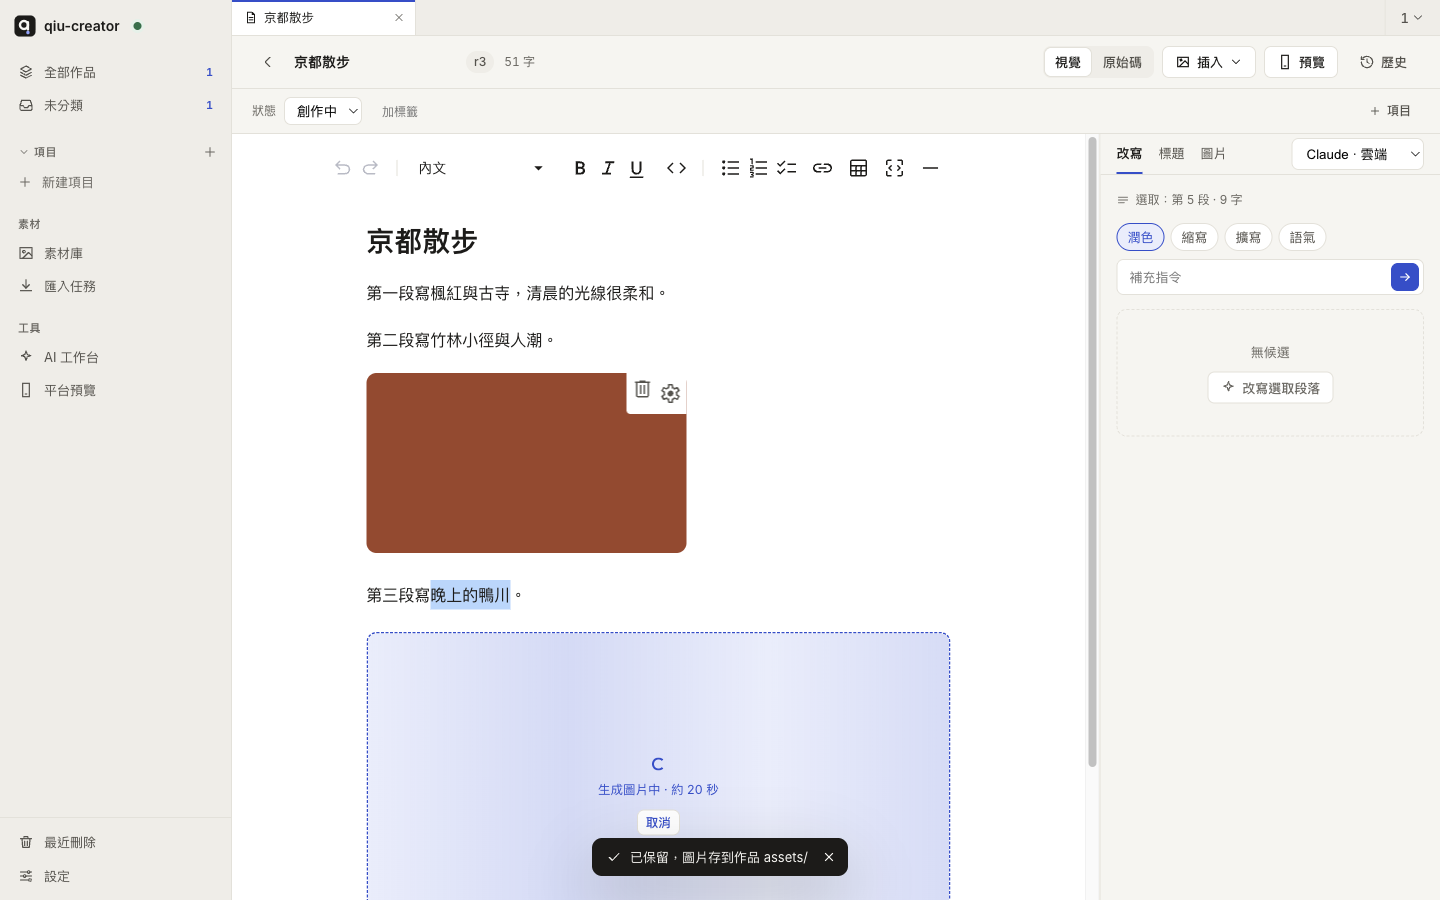 qiu-creator
全部作品 1
未分類 1
項目
新建項目
素材
素材庫
匯入任務
工具
AI 工作台
平台預覽
最近刪除
設定
京都散步
1
京都散步 r3 51 字
視覺 原始碼 插入 預覽 歷史
狀態 創作中 加標籤 項目
內文
京都散步
第一段寫楓紅與古寺，清晨的光線很柔和。
第二段寫竹林小徑與人潮。
第三段寫晚上的鴨川。
生成圖片中 · 約 20 秒
取消
已保留，圖片存到作品 assets/
改寫 標題 圖片 Claude · 雲端
選取：第 5 段 · 9 字
潤色 縮寫 擴寫 語氣
補充指令
無候選
改寫選取段落